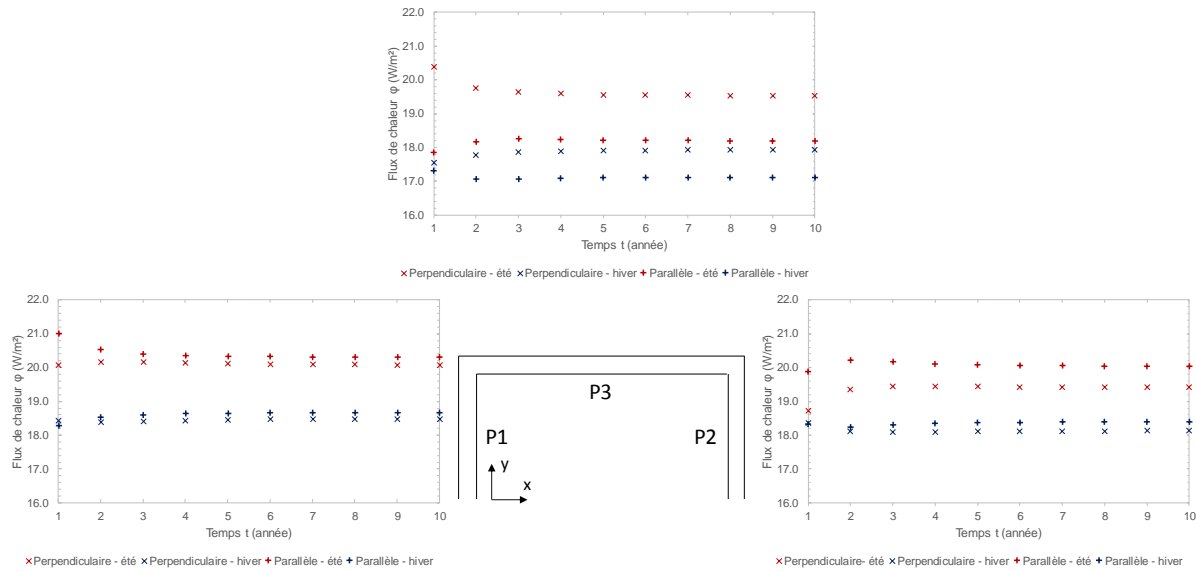 Flux de chaleur φ (W/m²)
22.0
21.0
20.0
19.0
18.0
17.0
16.0
1 2 3 4 5 6 7 8 9 10
Temps t (année)
×Perpendiculaire - été ×Perpendiculaire - hiver +Parallèle - été +Parallèle - hiver
Flux de chaleur φ (W/m²)
22.0
21.0
20.0
19.0
18.0
17.0
16.0
1 2 3 4 5 6 7 8 9 10
Temps t (année)
×Perpendiculaire - été ×Perpendiculaire - hiver +Parallèle - été +Parallèle - hiver
P3
P1
P2
y
x
Flux de chaleur φ (W/m²)
22.0
21.0
20.0
19.0
18.0
17.0
16.0
1 2 3 4 5 6 7 8 9 10
Temps t (année)
×Perpendiculaire- été ×Perpendiculaire - hiver +Parallèle - été +Parallèle - hiver